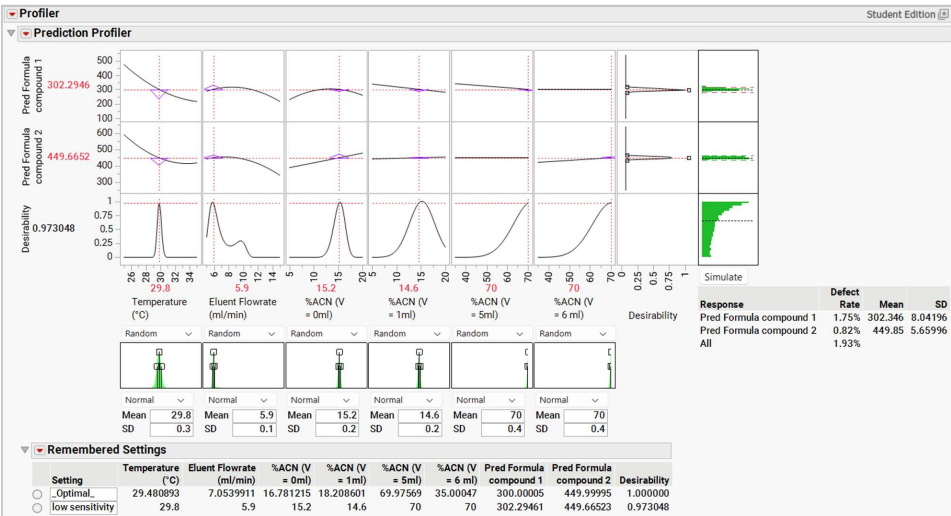 Profiler
Student Edition
Prediction Profiler
Pred Formula
compound 1
302.2946
500
400
300
200
100
Pred Formula
compound 2
449.6652
600
500
400
300
Desirability
0.973048
1
0.75
0.5
0.25
0
26 28 30 32 34
6 8 10 12 14
5 10 15 20
5 10 15 20
40 50 60 70
40 50 60 70
0 0.25 0.5 0.75 1
29.8 5.9 15.2 14.6 70 70
Temperature Eluent Flowrate %ACN (V %ACN (V %ACN (V %ACN (V Desirability
(°C) (ml/min) = 0ml) = 1ml) = 5ml) = 6 ml)
Simulate
Defect
Response Rate Mean SD
Pred Formula compound 1 1.75% 302.346 8.04196
Pred Formula compound 2 0.82% 449.85 5.65996
All 1.93%
Random Random Random Random Random Random
Normal Normal Normal Normal Normal Normal
Mean 29.8 Mean 5.9 Mean 15.2 Mean 14.6 Mean 70 Mean 70
SD 0.3 SD 0.1 SD 0.2 SD 0.2 SD 0.4 SD 0.4
Remembered Settings
Temperature Eluent Flowrate %ACN (V %ACN (V %ACN (V %ACN (V Pred Formula Pred Formula
Setting (°C) (ml/min) = 0ml) = 1ml) = 5ml) = 6 ml) compound 1 compound 2 Desirability
_Optimal_ 29.480893 7.0539911 16.781215 18.208601 69.97569 35.00047 300.00005 449.99995 1.000000
low sensitivity 29.8 5.9 15.2 14.6 70 70 302.29461 449.66523 0.973048